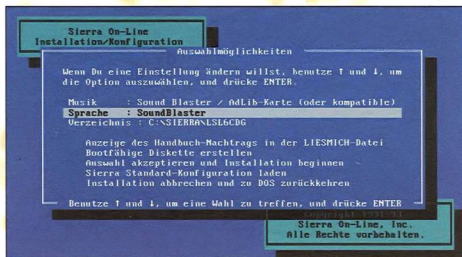 Sierra On-Line
Installation/Konfiguration
Auswahlmöglichkeiten
Wenn Du eine Einstellung ändern willst, benutze ↑ und ↓, um
die Option auszuwählen, und drücke ENTER.
Musik : Sound Blaster / AdLib-Karte (oder kompatible)
Sprache : SoundBlaster
Verzeichnis : C:\SIERRA\LSL6CDG
Anzeige des Handbuch-Nachtrags in der LIESMICH-Datei
Bootfähige Diskette erstellen
Auswahl akzeptieren und Installation beginnen
Sierra Standard-Konfiguration laden
Installation abbrechen und zu DOS zurückkehren
Benutze ↑ und ↓, um eine Wahl zu treffen, und drücke ENTER
Sierra On-Line, Inc.
Alle Rechte vorbehalten.